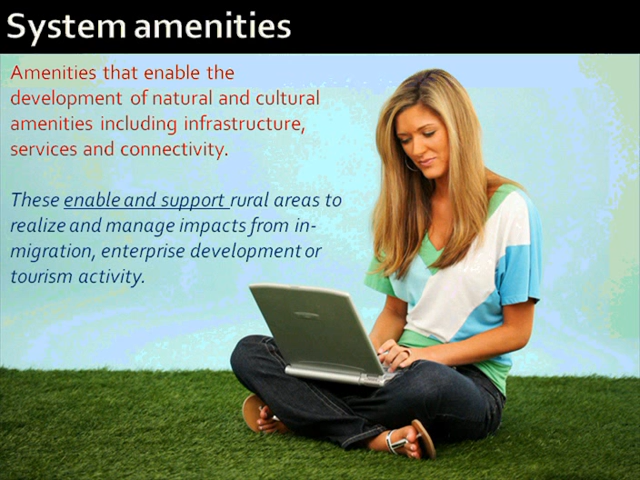 System amenities
Amenities that enable the
development of natural and cultural
amenities including infrastructure,
services and connectivity.
These enable and support rural areas to
realize and manage impacts from in-
migration, enterprise development or
tourism activity.